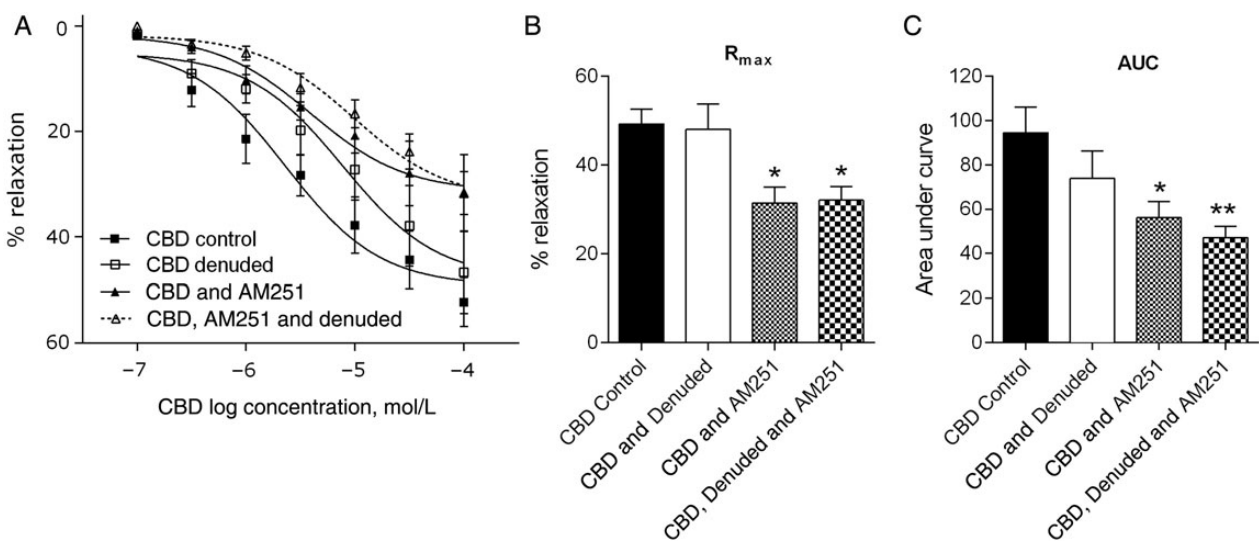 A
0
20
40
60
% relaxation
CBD control
CBD denuded
CBD and AM251
CBD, AM251 and denuded
−7
−6
−5
−4
CBD log concentration, mol/L
B
Rmax
60
40
20
0
% relaxation
*
*
CBD Control
CBD and Denuded
CBD and AM251
CBD, Denuded and AM251
C
AUC
120
100
80
60
40
20
0
Area under curve
*
**
CBD Control
CBD and Denuded
CBD and AM251
CBD, Denuded and AM251